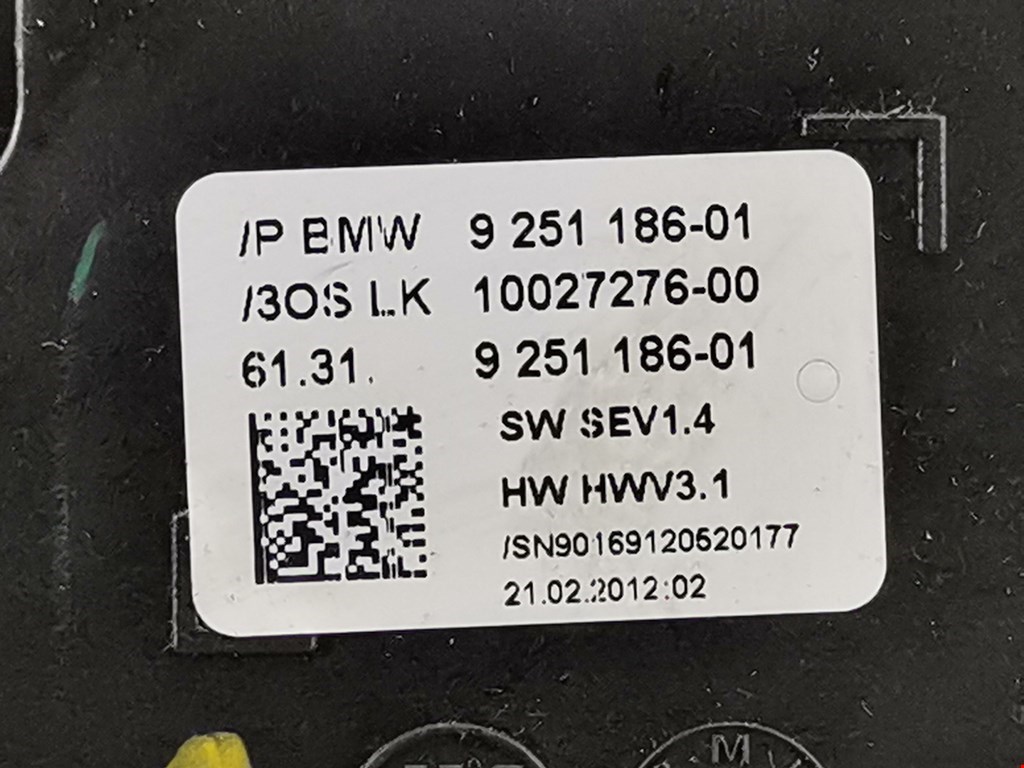 /P BMW 9 251 186-01
/3OS LK 10027276-00
61.31. 9 251 186-01
SW SEV1.4
HW HWV3.1
/SN90169120520177
21.02.2012:02
M